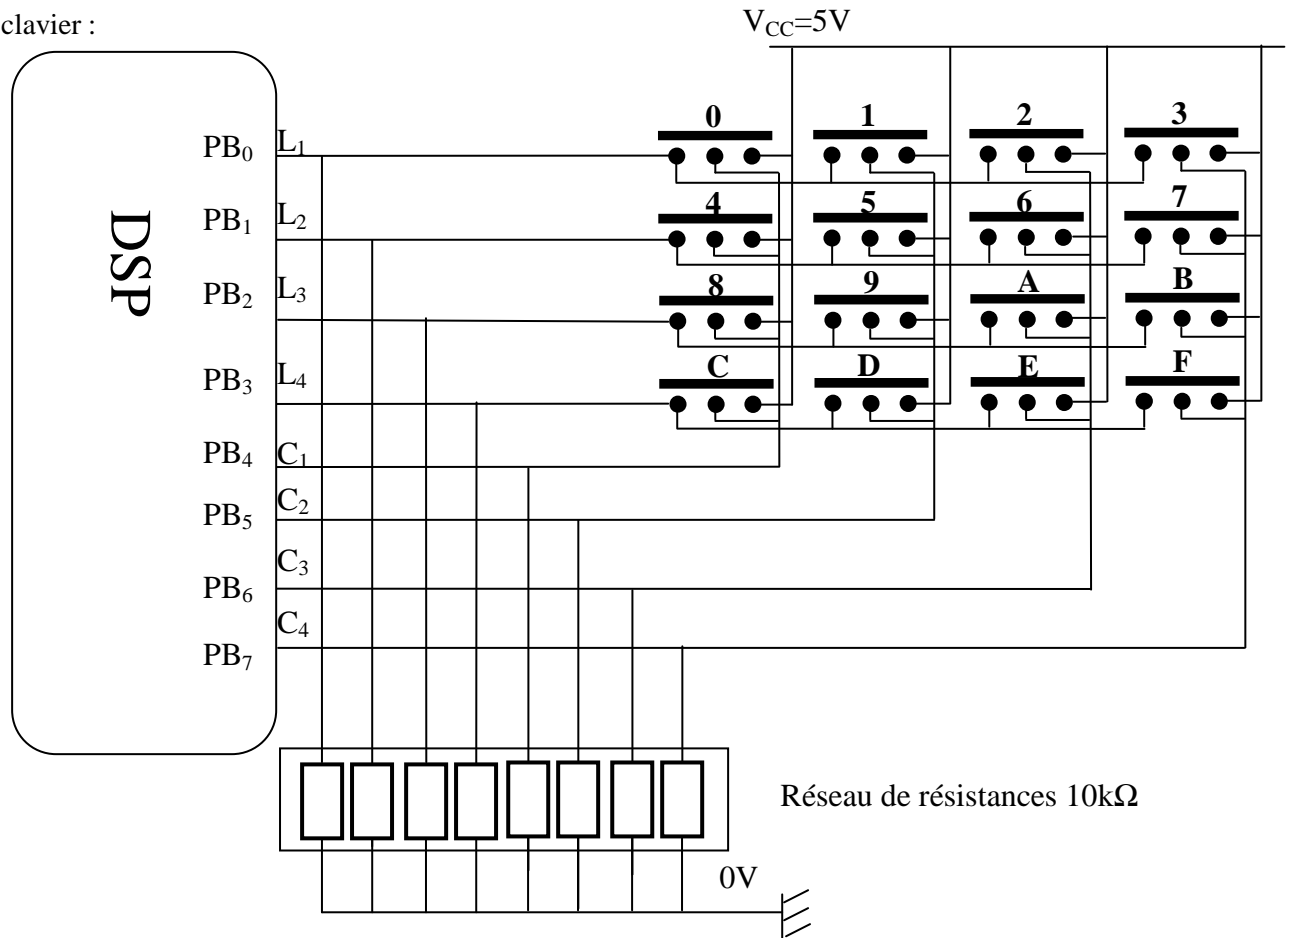 clavier :
V_CC=5V
DSP
PB₀ L₁
PB₁ L₂
PB₂ L₃
PB₃ L₄
PB₄ C₁
PB₅ C₂
PB₆ C₃
PB₇ C₄
0 1 2 3
4 5 6 7
8 9 A B
C D E F
Réseau de résistances 10kΩ
0V